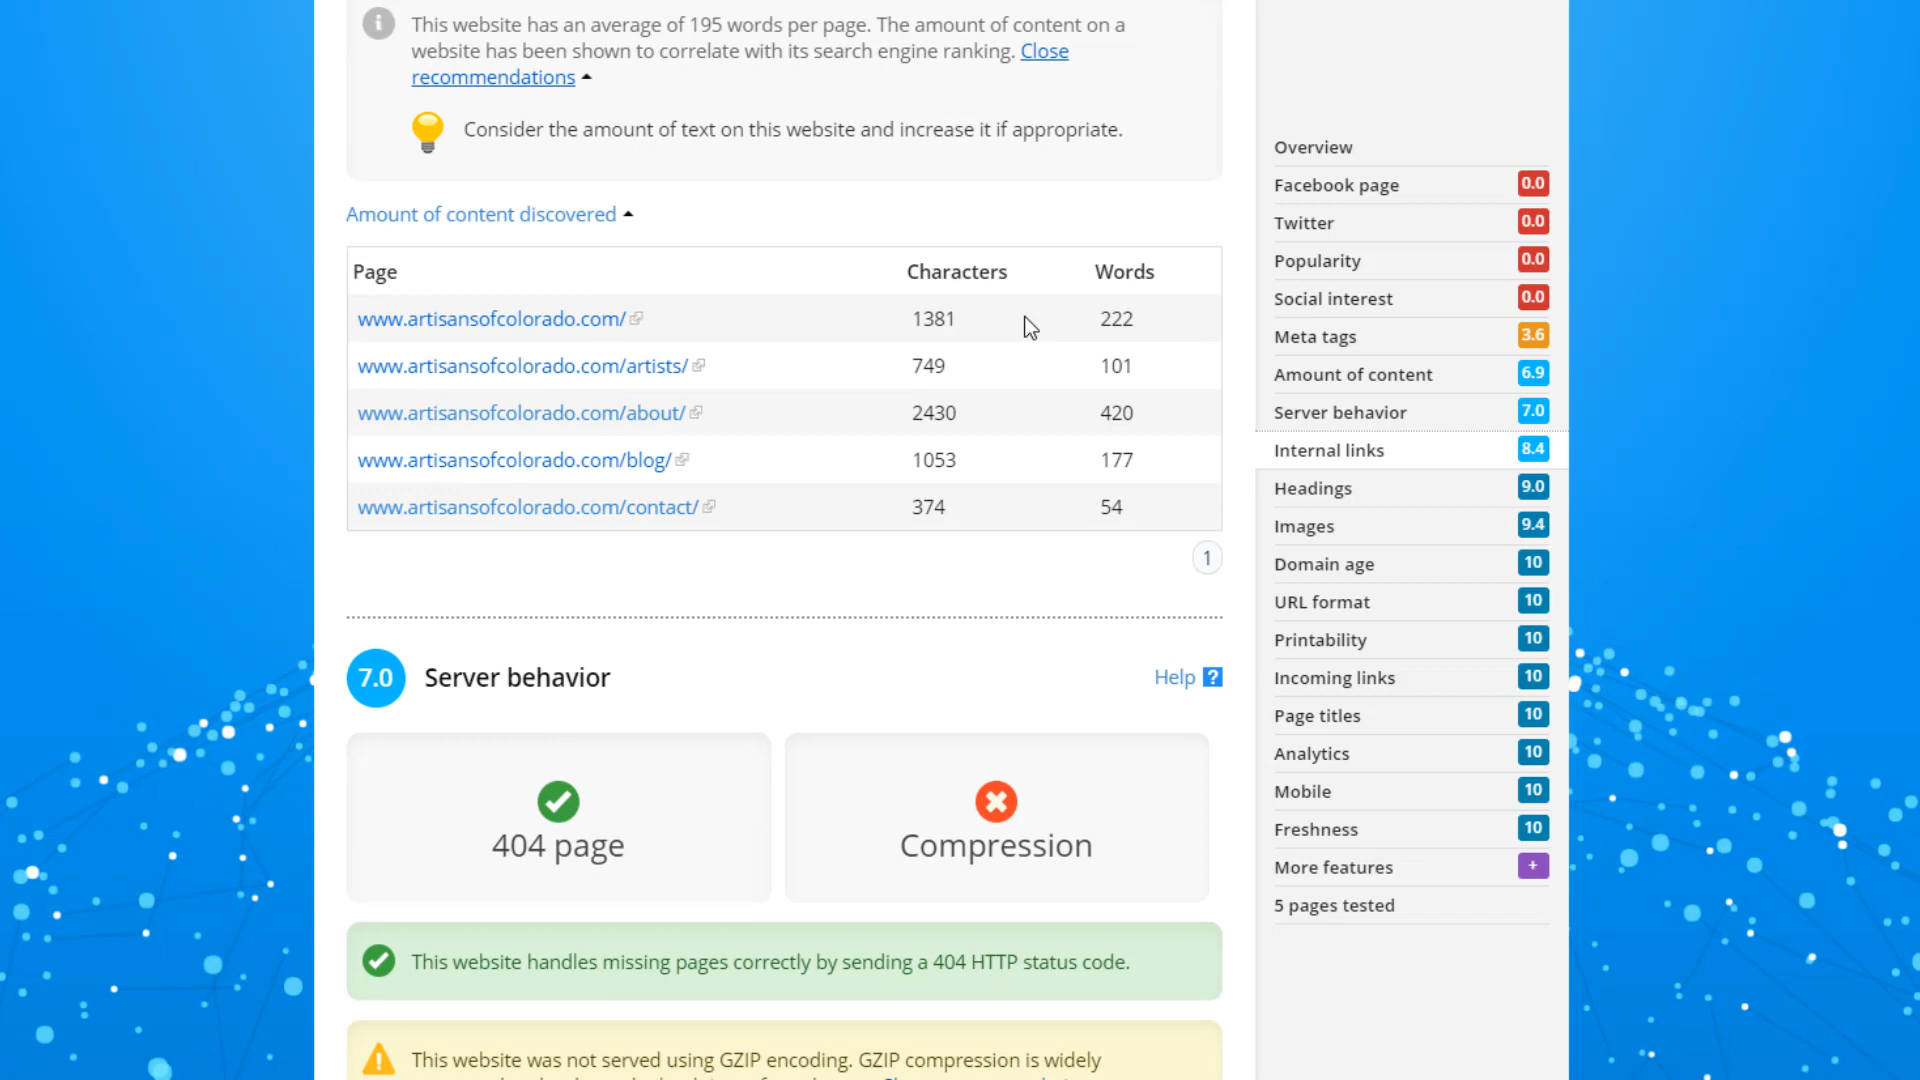 This website has an average of 195 words per page. The amount of content on a
website has been shown to correlate with its search engine ranking. Close
recommendations
Consider the amount of text on this website and increase it if appropriate.
Amount of content discovered
Page Characters Words
www.artisansofcolorado.com/ 1381 222
www.artisansofcolorado.com/artists/ 749 101
www.artisansofcolorado.com/about/ 2430 420
www.artisansofcolorado.com/blog/ 1053 177
www.artisansofcolorado.com/contact/ 374 54
1
7.0 Server behavior Help ?
404 page
Compression
This website handles missing pages correctly by sending a 404 HTTP status code.
This website was not served using GZIP encoding. GZIP compression is widely
Overview
Facebook page 0.0
Twitter 0.0
Popularity 0.0
Social interest 0.0
Meta tags 3.6
Amount of content 6.9
Server behavior 7.0
Internal links 8.4
Headings 9.0
Images 9.4
Domain age 10
URL format 10
Printability 10
Incoming links 10
Page titles 10
Analytics 10
Mobile 10
Freshness 10
More features +
5 pages tested